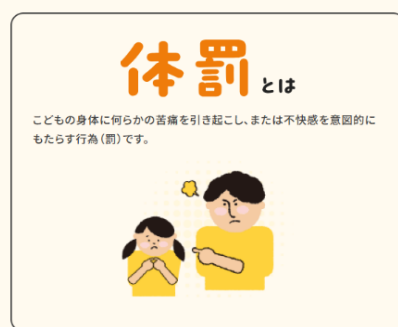 体罰とは
こどもの身体に何らかの苦痛を引き起こし、または不快感を意図的に
もたらす行為（罰）です。